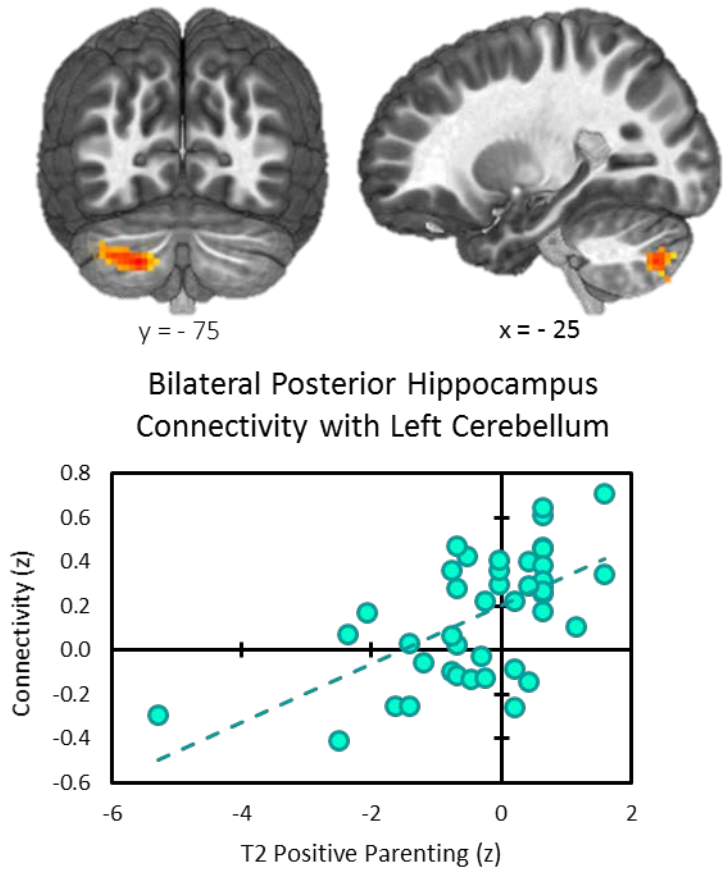 y = - 75
x = - 25
Bilateral Posterior Hippocampus
Connectivity with Left Cerebellum
0.8
0.6
0.4
0.2
0.0
-0.2
-0.4
-0.6
Connectivity (z)
-6 -4 -2 0 2
T2 Positive Parenting (z)